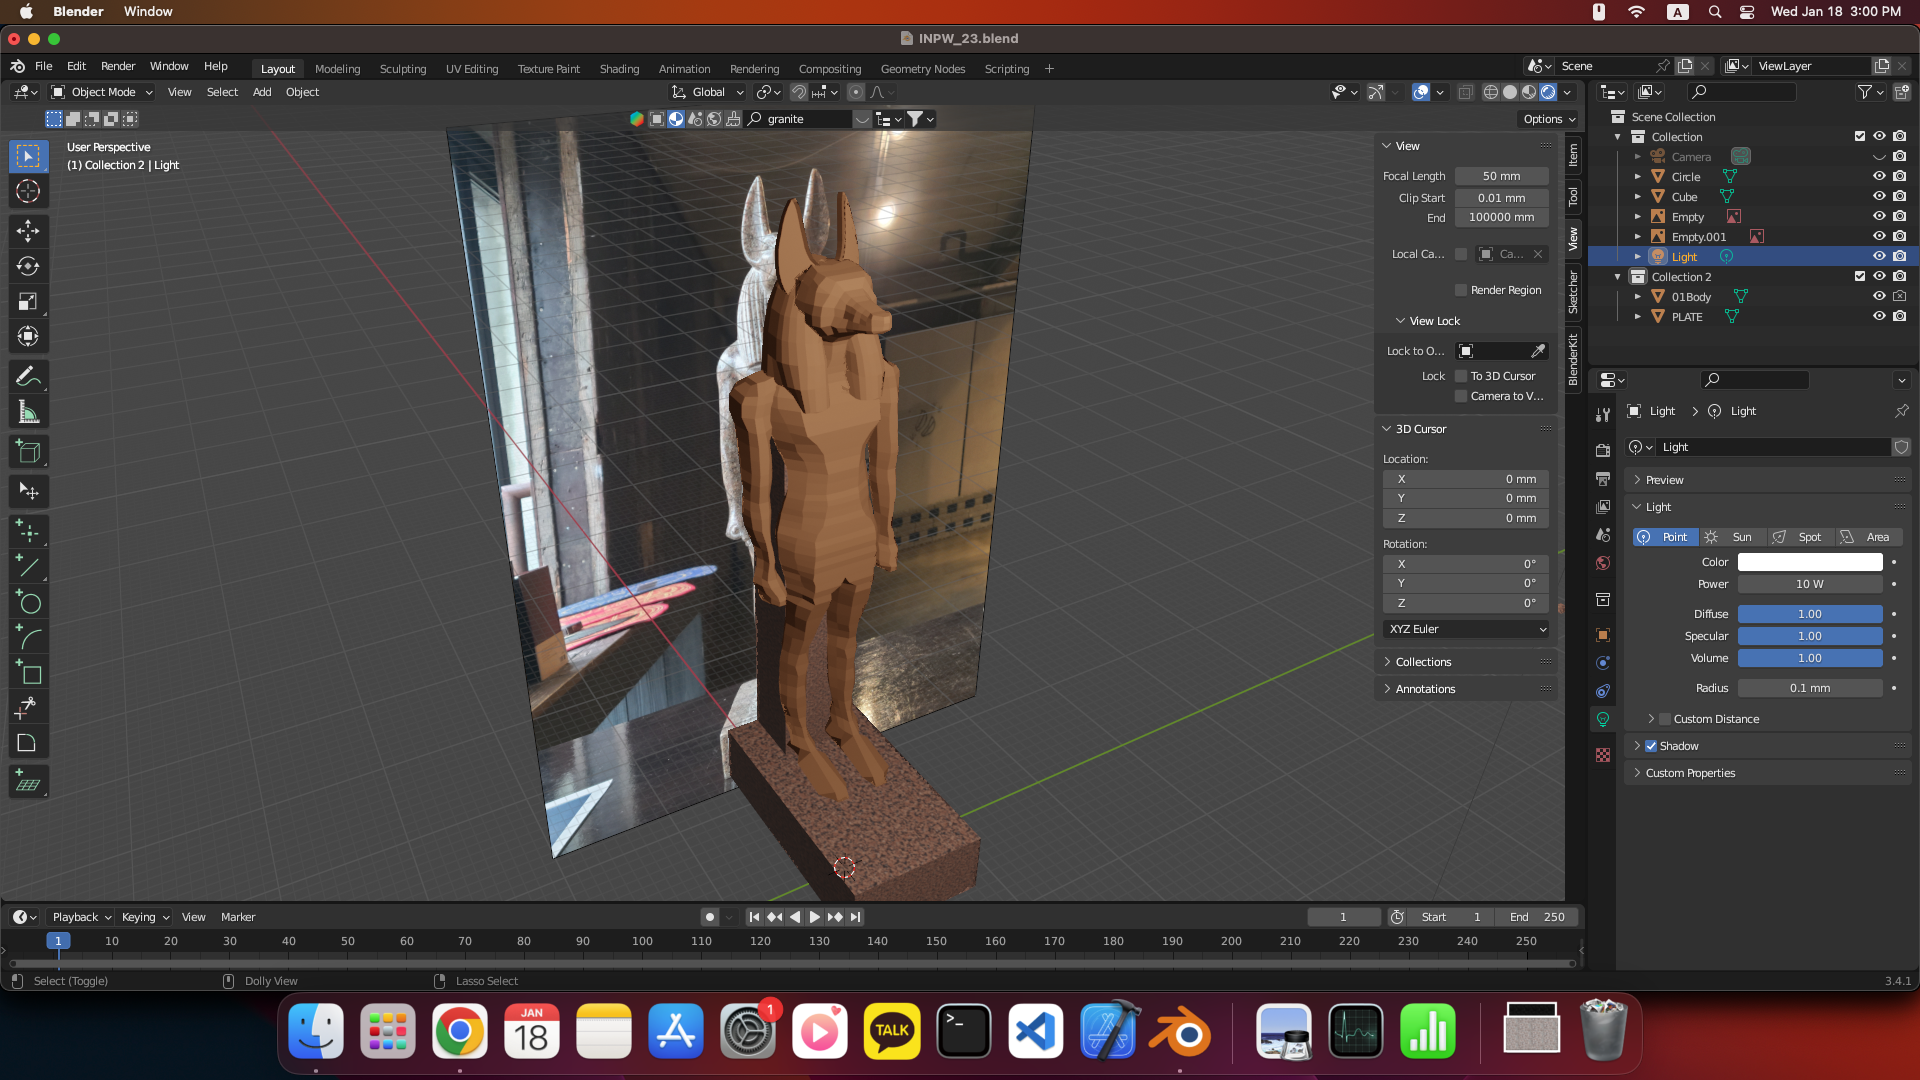 Blender Window Wed Jan 18 3:00 PM
A
INPW_23.blend
File Edit Render Window Help Layout Modeling Sculpting UV Editing Texture Paint Shading Animation Rendering Compositing Geometry Nodes Scripting + Scene ViewLayer
Object Mode View Select Add Object Global
granite Options
User Perspective
(1) Collection 2 | Light
View
Focal Length 50 mm
Clip Start 0.01 mm
End 100000 mm
Local Ca... Ca...
Render Region
View Lock
Lock to O...
Lock To 3D Cursor
Camera to V...
3D Cursor
Location:
X 0 mm
Y 0 mm
Z 0 mm
Rotation:
X 0°
Y 0°
Z 0°
XYZ Euler
Collections
Annotations
Item
Tool
View
Sketcher
BlenderKit
Scene Collection
Collection
Camera
Circle
Cube
Empty
Empty.001
Light
Collection 2
01Body
PLATE
Light > Light
Light
Preview
Light
Point Sun Spot Area
Color
Power 10 W
Diffuse 1.00
Specular 1.00
Volume 1.00
Radius 0.1 mm
Custom Distance
Shadow
Custom Properties
Playback Keying View Marker 1 Start 1 End 250
1 10 20 30 40 50 60 70 80 90 100 110 120 130 140 150 160 170 180 190 200 210 220 230 240 250
Select (Toggle) Dolly View Lasso Select 3.4.1
JAN
18
1
TALK
>_